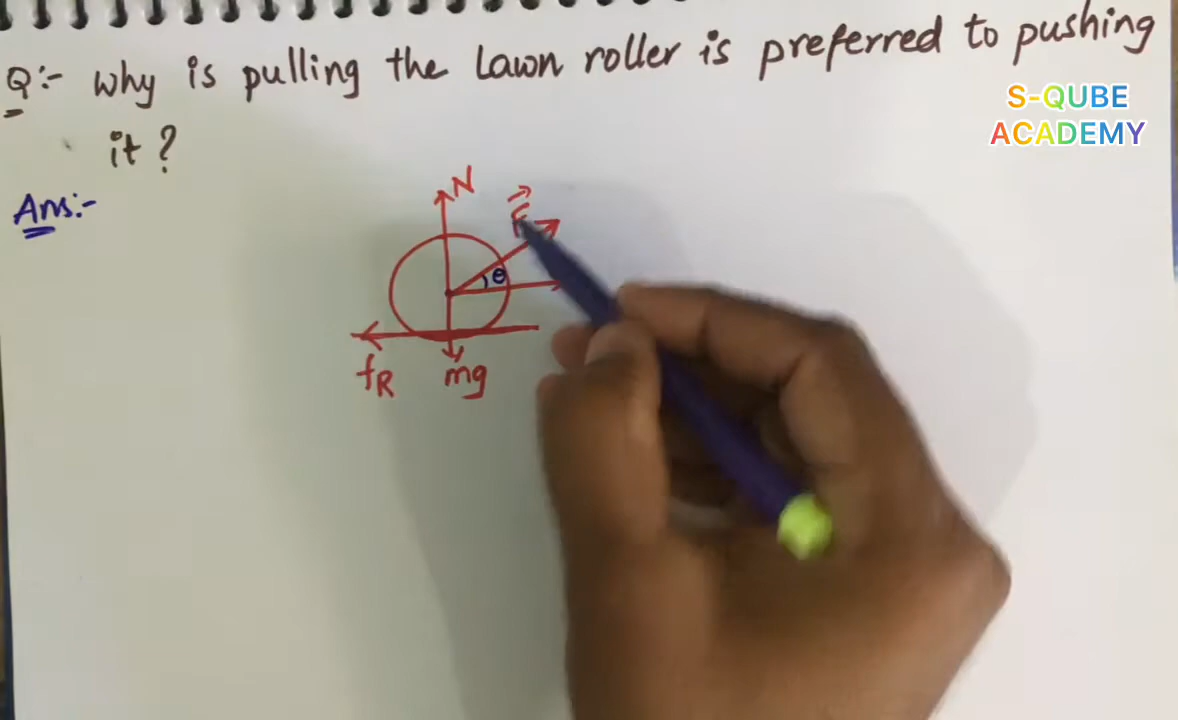 Q:- why is pulling the Lawn roller is preferred to pushing
it ?
S-QUBE
ACADEMY
Ans:-
N
F
θ
fR
mg